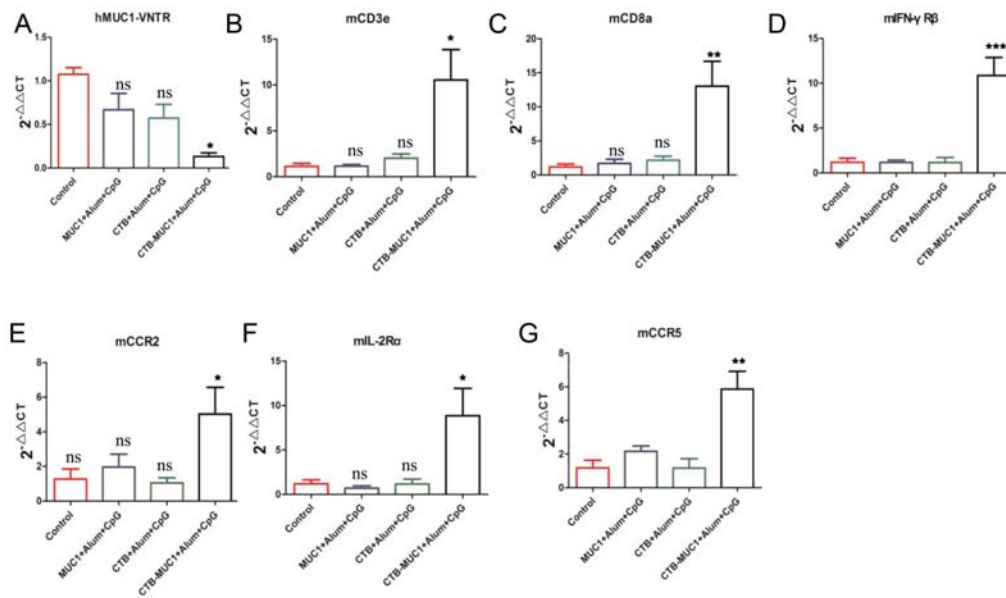 A
hMUC1-VNTR
2-△△CT
1.5
1.0
0.5
0.0
ns
ns
*
Control
MUC1+Alum+CpG
CTB+Alum+CpG
CTB-MUC1+Alum+CpG
B
mCD3e
2-△△CT
15
10
5
0
ns
ns
*
Control
MUC1+Alum+CpG
CTB+Alum+CpG
CTB-MUC1+Alum+CpG
C
mCD8a
2-△△CT
20
15
10
5
0
ns
ns
**
Control
MUC1+Alum+CpG
CTB+Alum+CpG
CTB-MUC1+Alum+CpG
D
mIFN-γ Rβ
2-△△CT
15
10
5
0
***
Control
MUC1+Alum+CpG
CTB+Alum+CpG
CTB-MUC1+Alum+CpG
E
mCCR2
2-△△CT
8
6
4
2
0
ns
ns
ns
*
Control
MUC1+Alum+CpG
CTB+Alum+CpG
CTB-MUC1+Alum+CpG
F
mIL-2Rα
2-△△CT
15
10
5
0
ns
ns
*
Control
MUC1+Alum+CpG
CTB+Alum+CpG
CTB-MUC1+Alum+CpG
G
mCCR5
2-△△CT
8
6
4
2
0
**
Control
MUC1+Alum+CpG
CTB+Alum+CpG
CTB-MUC1+Alum+CpG